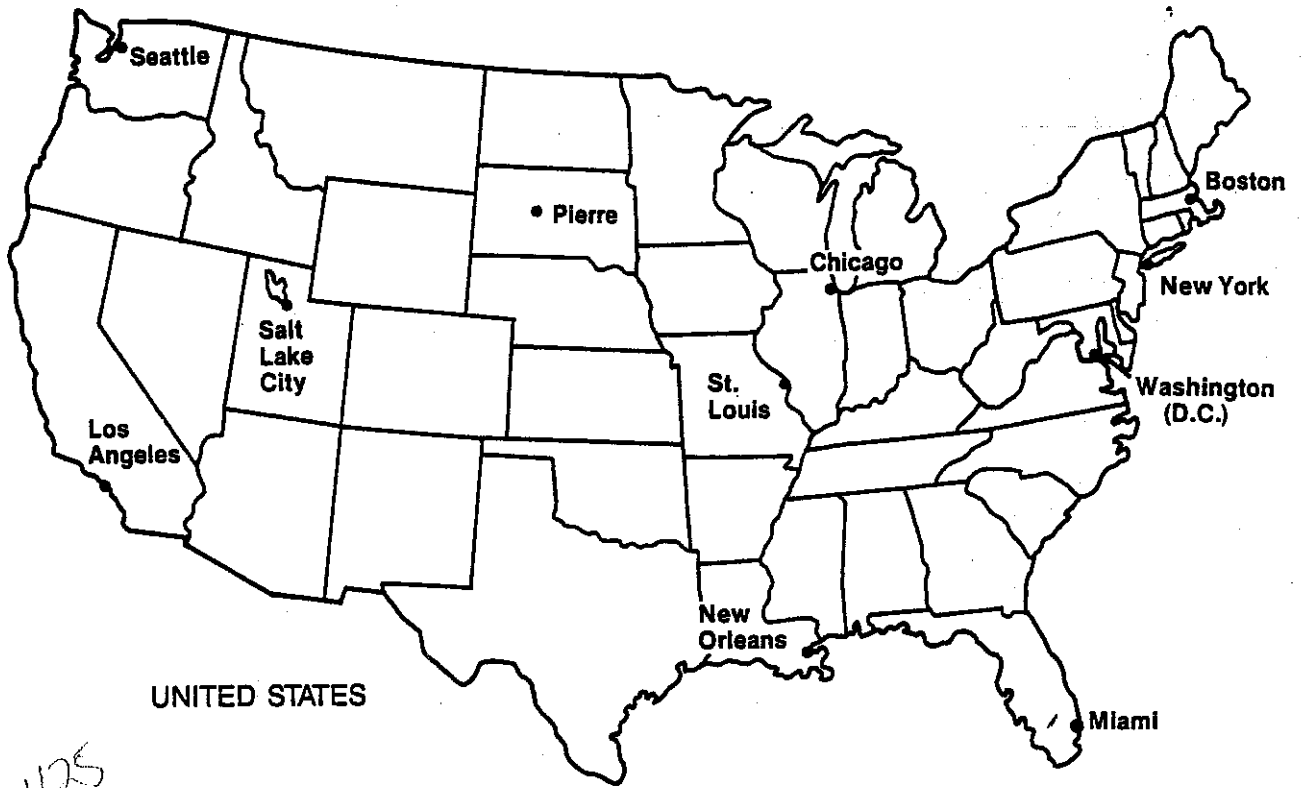 Seattle
Boston
Pierre
Chicago
New York
Salt
Lake
City
St.
Louis
Washington
(D.C.)
Los
Angeles
New
Orleans
UNITED STATES
Miami
1125